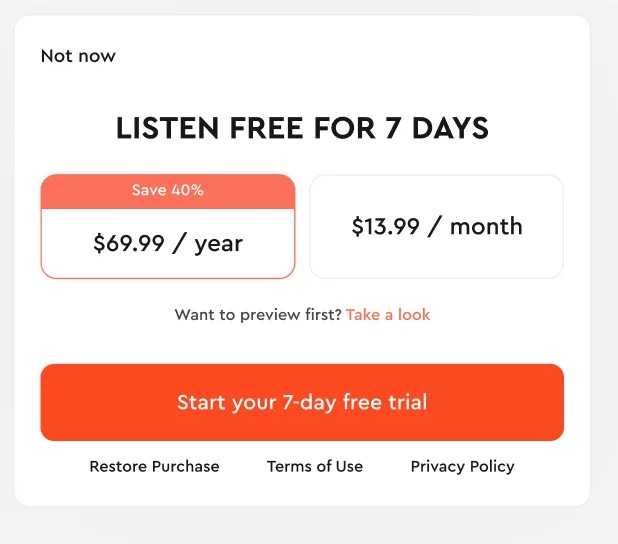 Not now
LISTEN FREE FOR 7 DAYS
Save 40%
$69.99 / year
$13.99 / month
Want to preview first? Take a look
Start your 7-day free trial
Restore Purchase Terms of Use Privacy Policy